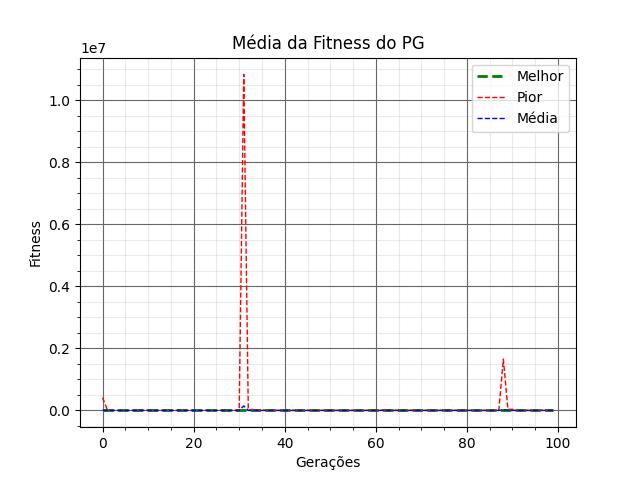 Média da Fitness do PG
1e7
Melhor
Pior
Média
1.0
0.8
0.6
0.4
0.2
0.0
Fitness
0 20 40 60 80 100
Gerações